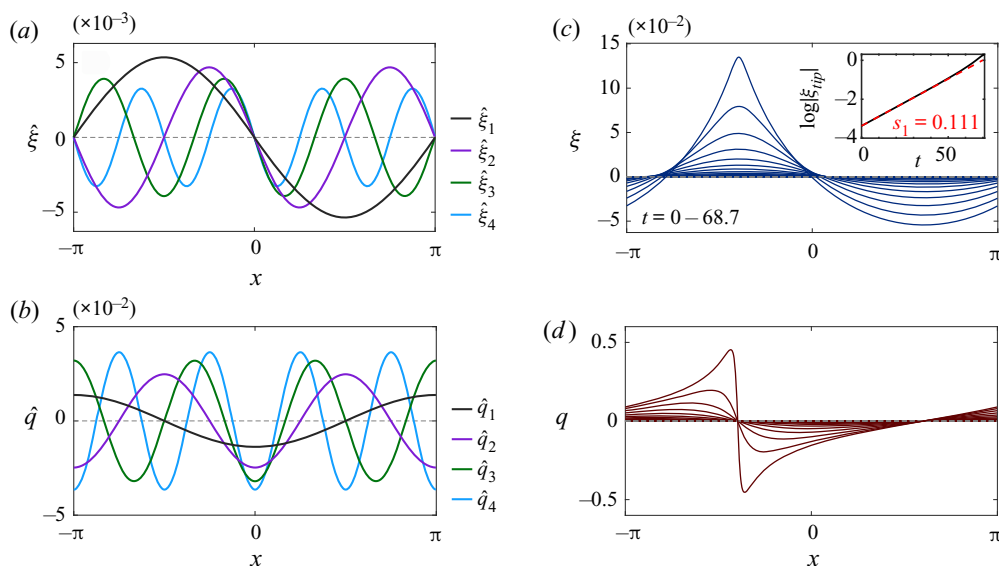 (a)
(×10−3)
5
0
−5
ξ̂
−π
0
π
x
ξ̂1
ξ̂2
ξ̂3
ξ̂4
(b)
(×10−2)
5
0
−5
q̂
−π
0
π
x
q̂1
q̂2
q̂3
q̂4
(c)
(×10−2)
15
10
5
0
−5
ξ
t = 0 – 68.7
−π
0
π
log|ξtip|
0
−2
−4
s1 = 0.111
0
50
t
(d)
0.5
0
−0.5
q
−π
0
π
x